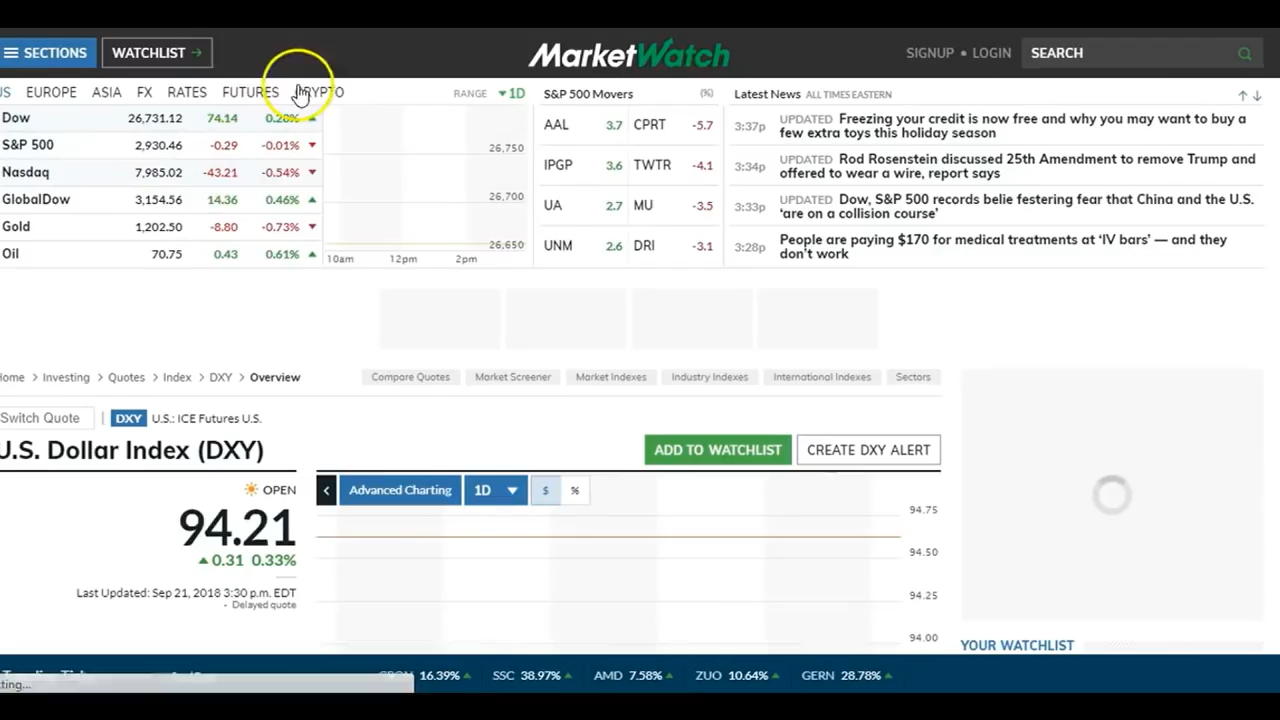 SECTIONS
WATCHLIST →
MarketWatch
SIGNUP • LOGIN
SEARCH
US EUROPE ASIA FX RATES FUTURES CRYPTO
RANGE 1D
Dow 26,731.12 74.14 0.28%
S&P 500 2,930.46 -0.29 -0.01%
Nasdaq 7,985.02 -43.21 -0.54%
GlobalDow 3,154.56 14.36 0.46%
Gold 1,202.50 -8.80 -0.73%
Oil 70.75 0.43 0.61%
26,750
26,700
26,650
10am 12pm 2pm
S&P 500 Movers (%)
AAL 3.7 CPRT -5.7
IPGP 3.6 TWTR -4.1
UA 2.7 MU -3.5
UNM 2.6 DRI -3.1
Latest News ALL TIMES EASTERN
3:37p UPDATED Freezing your credit is now free and why you may want to buy a
few extra toys this holiday season
3:34p UPDATED Rod Rosenstein discussed 25th Amendment to remove Trump and
offered to wear a wire, report says
3:33p UPDATED Dow, S&P 500 records belie festering fear that China and the U.S.
‘are on a collision course’
3:28p People are paying $170 for medical treatments at ‘IV bars’ — and they
don’t work
ome > Investing > Quotes > Index > DXY > Overview
Compare Quotes Market Screener Market Indexes Industry Indexes International Indexes Sectors
Switch Quote | DXY U.S.: ICE Futures U.S.
U.S. Dollar Index (DXY)
ADD TO WATCHLIST
CREATE DXY ALERT
OPEN
94.21
0.31 0.33%
Last Updated: Sep 21, 2018 3:30 p.m. EDT
Delayed quote
< Advanced Charting 1D $ %
94.75
94.50
94.25
94.00
YOUR WATCHLIST
16.39% SSC 38.97% AMD 7.58% ZUO 10.64% GERN 28.78%